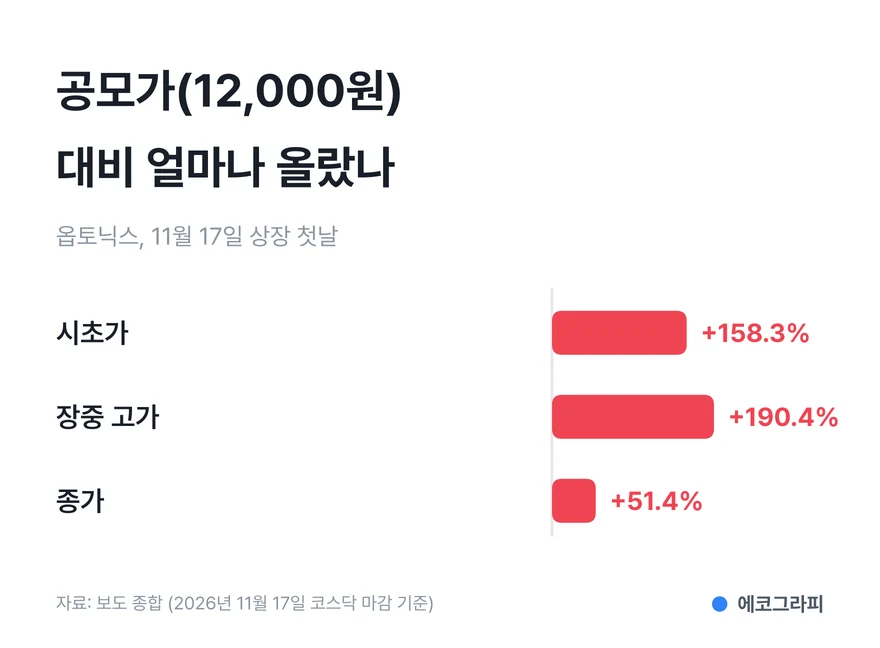 공모가(12,000원)
대비 얼마나 올랐나
옵토닉스, 11월 17일 상장 첫날
시초가 +158.3%
장중 고가 +190.4%
종가 +51.4%
자료: 보도 종합 (2026년 11월 17일 코스닥 마감 기준)
에코그라피